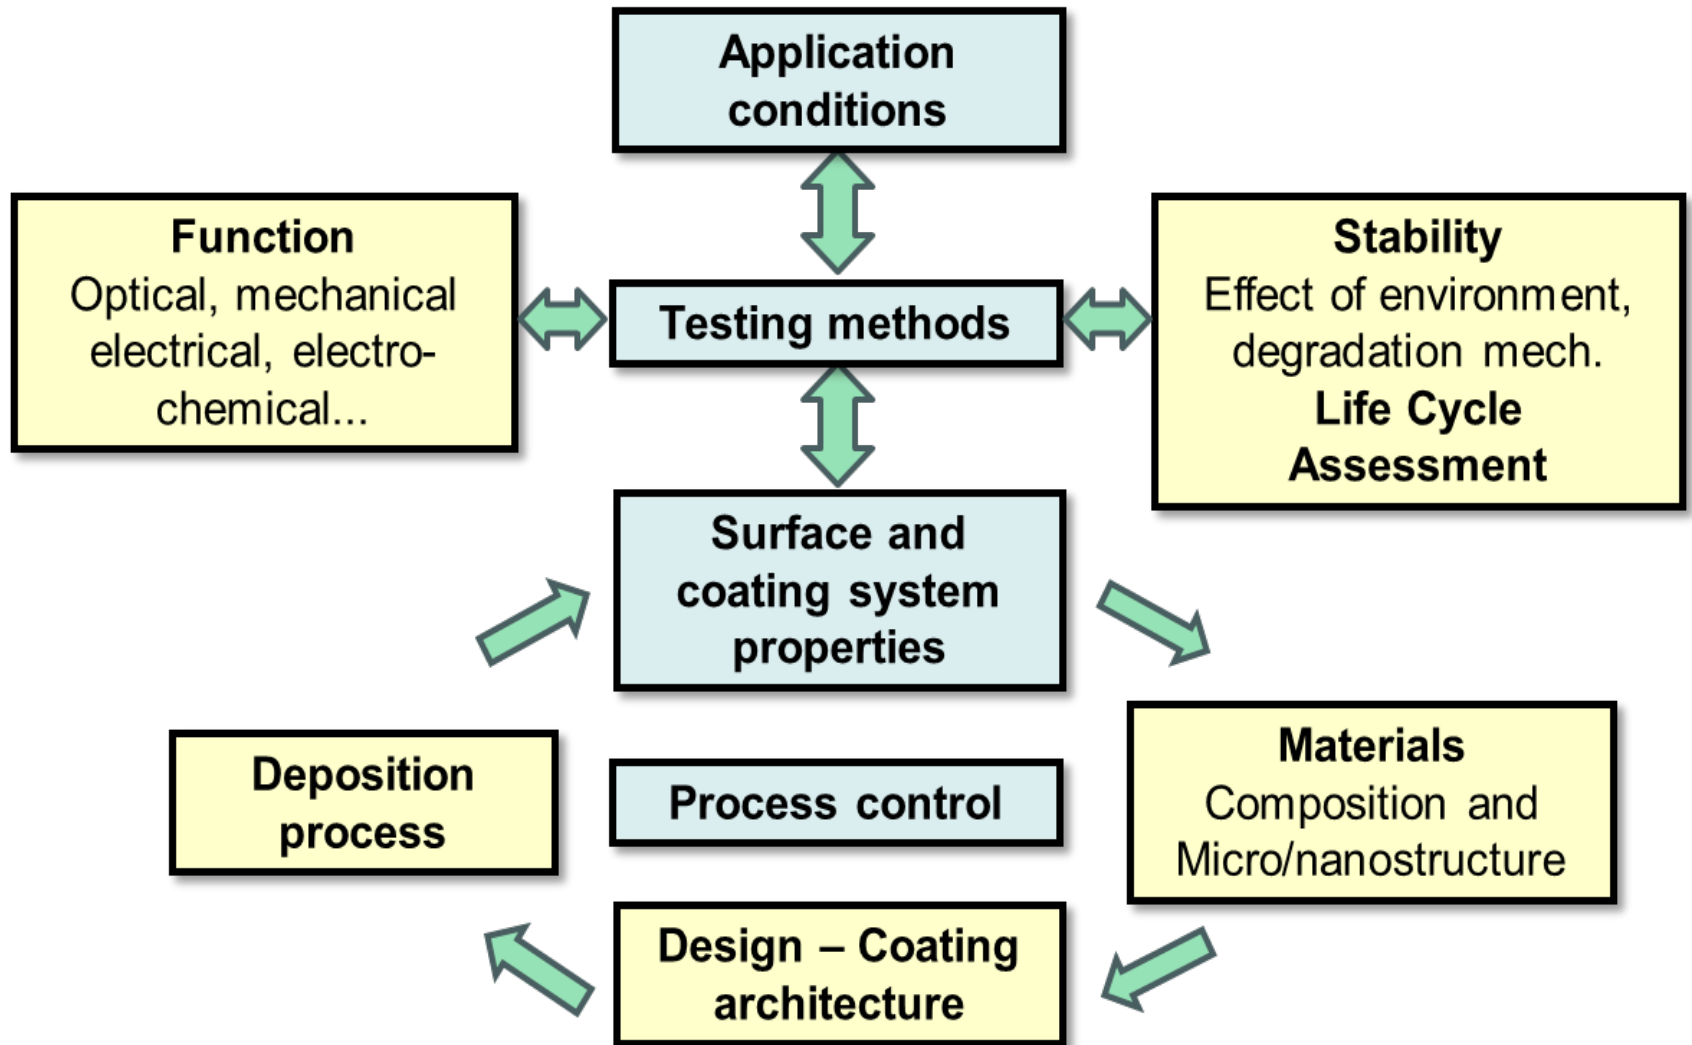 Application
conditions
Function
Optical, mechanical
electrical, electro-
chemical...
Testing methods
Stability
Effect of environment,
degradation mech.
Life Cycle
Assessment
Surface and
coating system
properties
Deposition
process
Process control
Materials
Composition and
Micro/nanostructure
Design – Coating
architecture